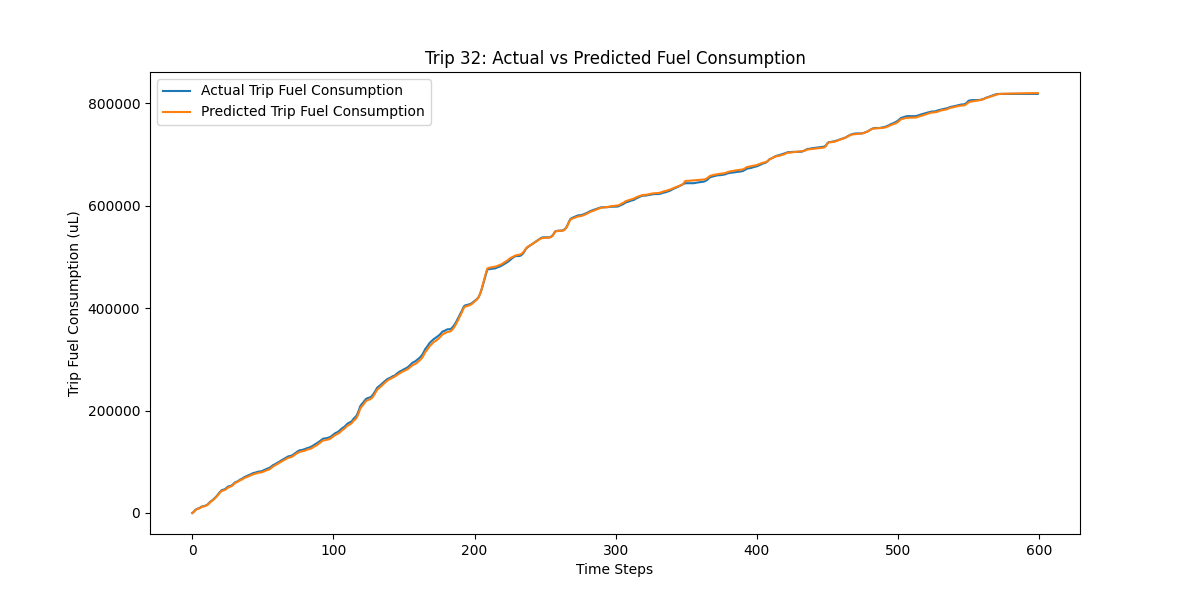 Trip 32: Actual vs Predicted Fuel Consumption
Actual Trip Fuel Consumption
Predicted Trip Fuel Consumption
Trip Fuel Consumption (uL)
800000
600000
400000
200000
0
0 100 200 300 400 500 600
Time Steps